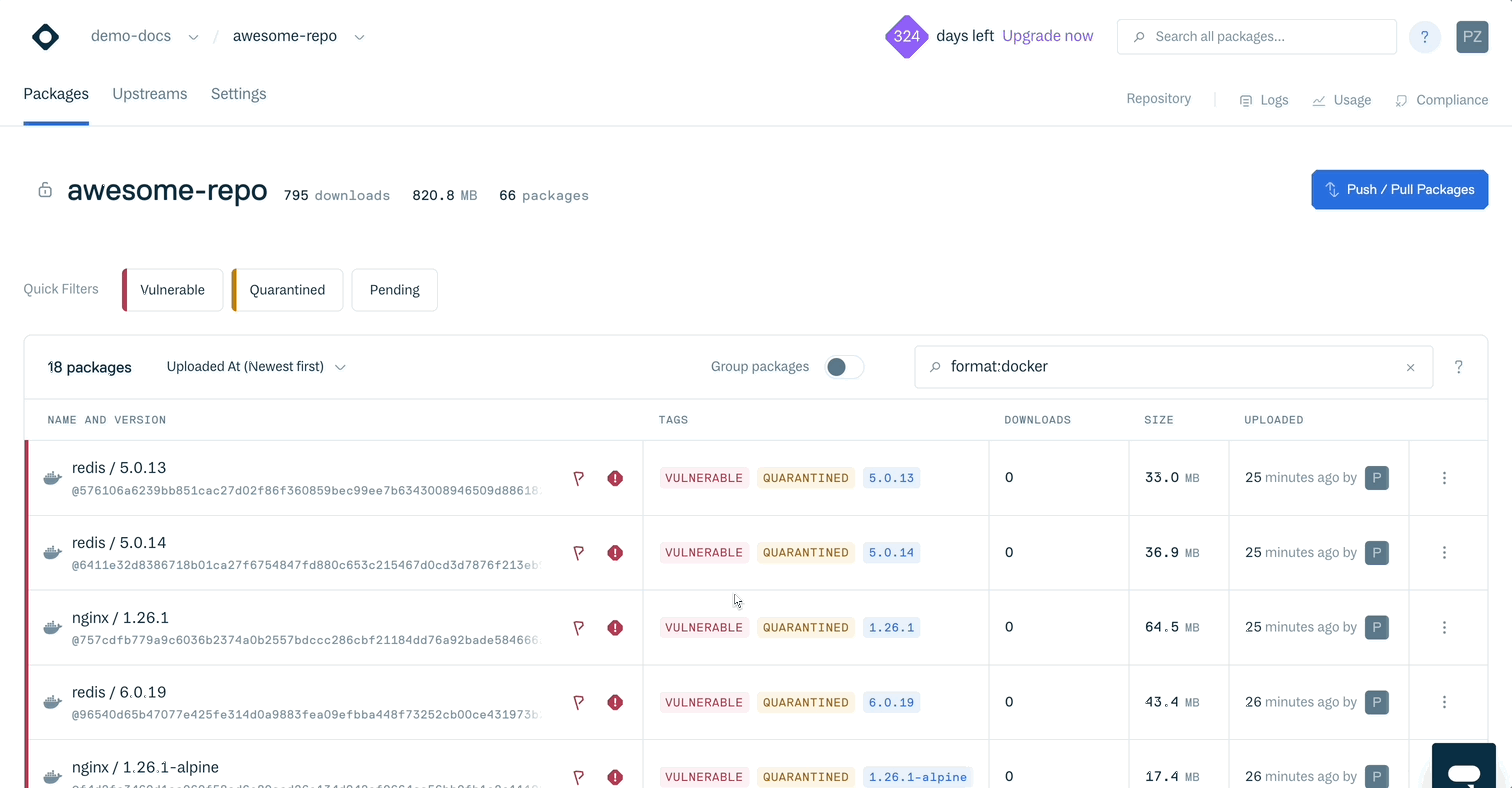 demo-docs / awesome-repo
324 days left Upgrade now
Search all packages...
?
PZ
Packages Upstreams Settings
Repository Logs Usage Compliance
awesome-repo 795 downloads 820.8 MB 66 packages
Push / Pull Packages
Quick Filters Vulnerable Quarantined Pending
18 packages Uploaded At (Newest first) Group packages format:docker ?
NAME AND VERSION TAGS DOWNLOADS SIZE UPLOADED
redis / 5.0.13
@576106a6239bb851cac27d02f86f360859bec99ee7b6343008946509d88618
VULNERABLE QUARANTINED 5.0.13 0 33.0 MB 25 minutes ago by P
redis / 5.0.14
@6411e32d8386718b01ca27f6754847fd880c653c215467d0cd3d7876f213eb
VULNERABLE QUARANTINED 5.0.14 0 36.9 MB 25 minutes ago by P
nginx / 1.26.1
@757cdfb779a9c6036b2374a0b2557bdccc286cbf21184dd76a92bade584666
VULNERABLE QUARANTINED 1.26.1 0 64.5 MB 25 minutes ago by P
redis / 6.0.19
@96540d65b47077e425fe314d0a9883fea09efbba448f73252cb00ce431973b
VULNERABLE QUARANTINED 6.0.19 0 43.4 MB 26 minutes ago by P
nginx / 1.26.1-alpine
VULNERABLE QUARANTINED 1.26.1-alpine 0 17.4 MB 26 minutes ago by P